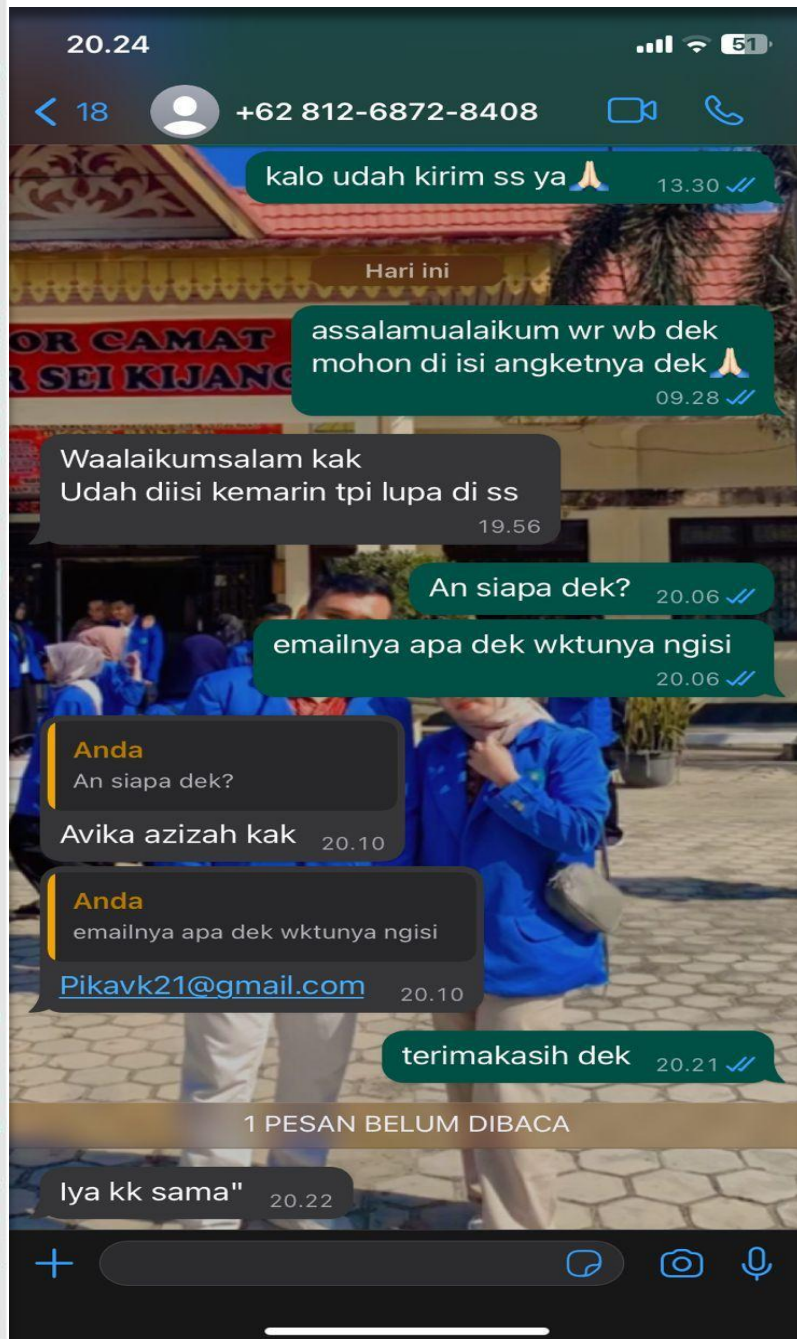 20.24
51
18
+62 812-6872-8408
kalo udah kirim ss ya🙏🏻
13.30
Hari ini
OR CAMAT
R SEI KIJANG
assalamualaikum wr wb dek
mohon di isi angketnya dek🙏🏻
09.28
Waalaikumsalam kak
Udah diisi kemarin tpi lupa di ss
19.56
An siapa dek?
20.06
emailnya apa dek wktunya ngisi
20.06
Anda
An siapa dek?
Avika azizah kak
20.10
Anda
emailnya apa dek wktunya ngisi
Pikavk21@gmail.com
20.10
terimakasih dek
20.21
1 PESAN BELUM DIBACA
Iya kk sama"
20.22